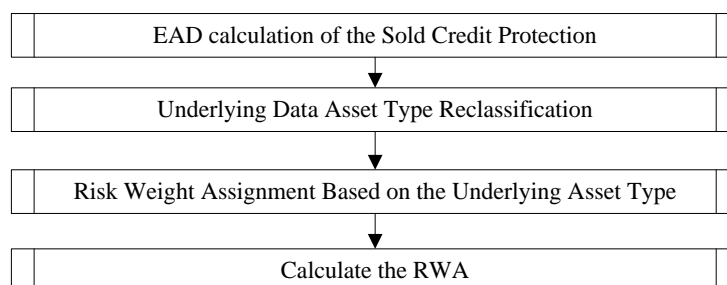 EAD calculation of the Sold Credit Protection
Underlying Data Asset Type Reclassification
Risk Weight Assignment Based on the Underlying Asset Type
Calculate the RWA